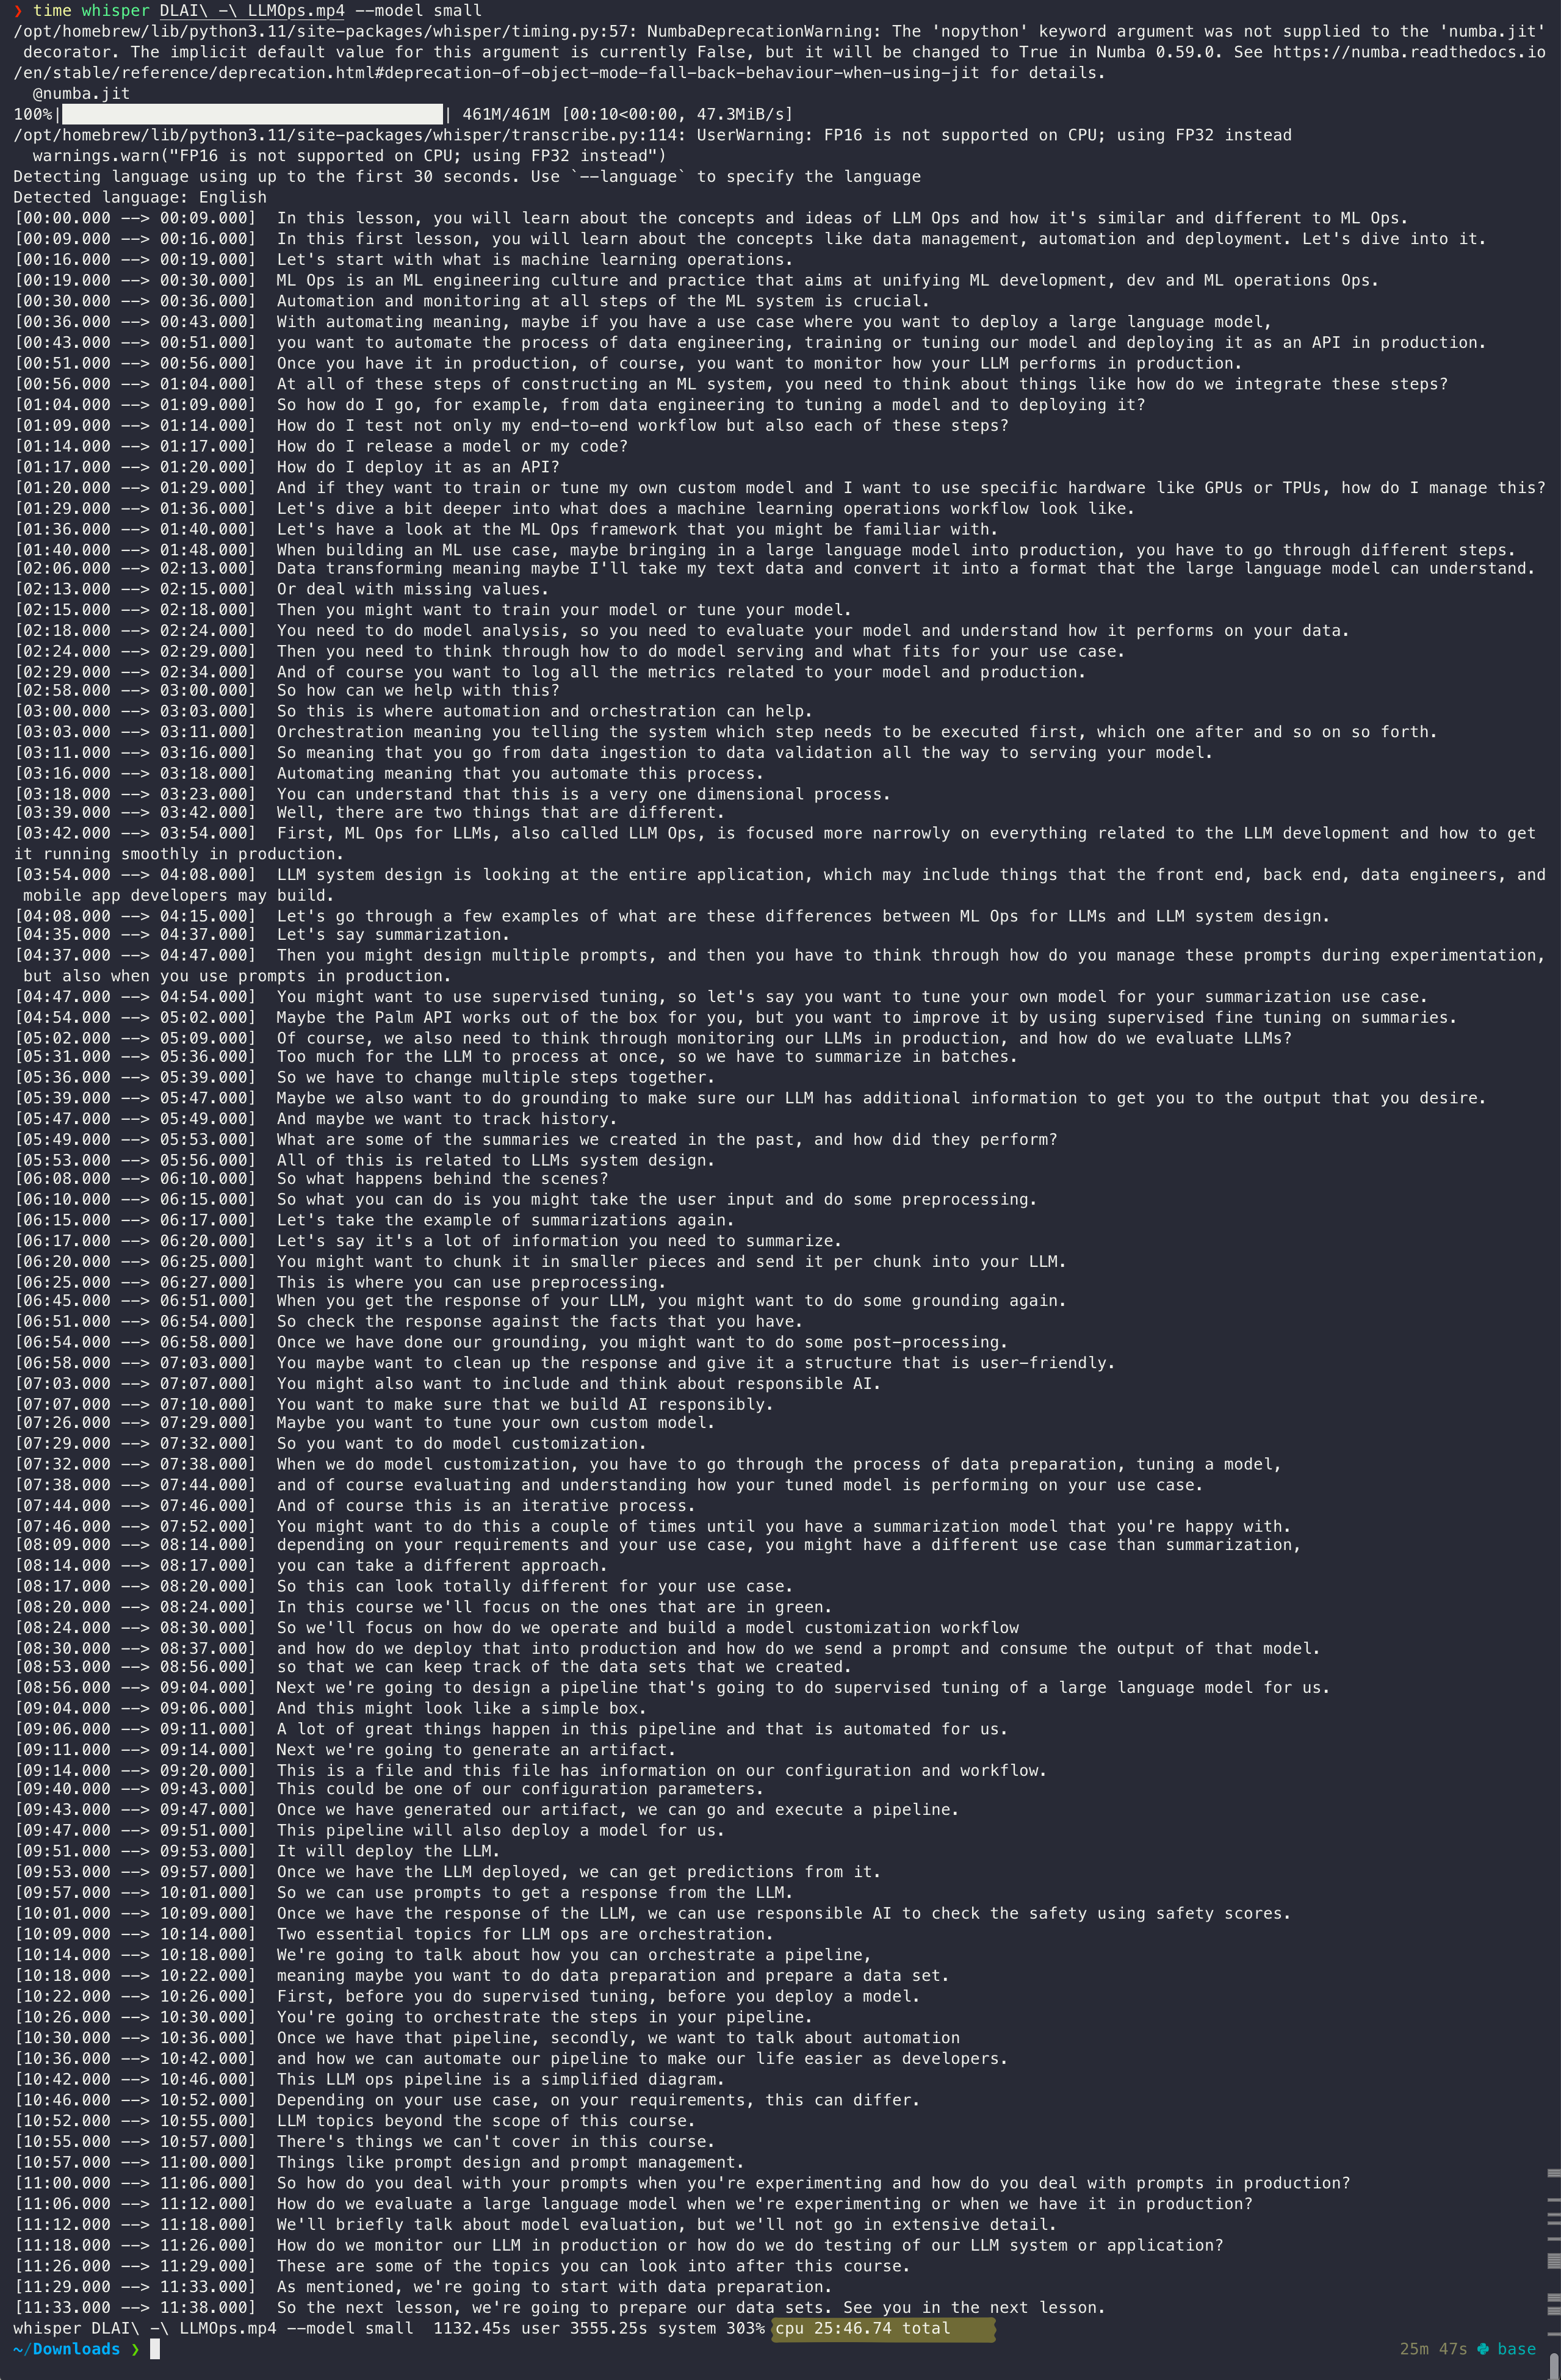 ❯ time whisper DLAI\ -\ LLMOps.mp4 --model small
/opt/homebrew/lib/python3.11/site-packages/whisper/timing.py:57: NumbaDeprecationWarning: The 'nopython' keyword argument was not supplied to the 'numba.jit'
 decorator. The implicit default value for this argument is currently False, but it will be changed to True in Numba 0.59.0. See https://numba.readthedocs.io
/en/stable/reference/deprecation.html#deprecation-of-object-mode-fall-back-behaviour-when-using-jit for details.
  @numba.jit
100%|██████████| 461M/461M [00:10<00:00, 47.3MiB/s]
/opt/homebrew/lib/python3.11/site-packages/whisper/transcribe.py:114: UserWarning: FP16 is not supported on CPU; using FP32 instead
  warnings.warn("FP16 is not supported on CPU; using FP32 instead")
Detecting language using up to the first 30 seconds. Use `--language` to specify the language
Detected language: English
[00:00.000 --> 00:09.000]  In this lesson, you will learn about the concepts and ideas of LLM Ops and how it's similar and different to ML Ops.
[00:09.000 --> 00:16.000]  In this first lesson, you will learn about the concepts like data management, automation and deployment. Let's dive into it.
[00:16.000 --> 00:19.000]  Let's start with what is machine learning operations.
[00:19.000 --> 00:30.000]  ML Ops is an ML engineering culture and practice that aims at unifying ML development, dev and ML operations Ops.
[00:30.000 --> 00:36.000]  Automation and monitoring at all steps of the ML system is crucial.
[00:36.000 --> 00:43.000]  With automating meaning, maybe if you have a use case where you want to deploy a large language model,
[00:43.000 --> 00:51.000]  you want to automate the process of data engineering, training or tuning our model and deploying it as an API in production.
[00:51.000 --> 00:56.000]  Once you have it in production, of course, you want to monitor how your LLM performs in production.
[00:56.000 --> 01:04.000]  At all of these steps of constructing an ML system, you need to think about things like how do we integrate these steps?
[01:04.000 --> 01:09.000]  So how do I go, for example, from data engineering to tuning a model and to deploying it?
[01:09.000 --> 01:14.000]  How do I test not only my end-to-end workflow but also each of these steps?
[01:14.000 --> 01:17.000]  How do I release a model or my code?
[01:17.000 --> 01:20.000]  How do I deploy it as an API?
[01:20.000 --> 01:29.000]  And if they want to train or tune my own custom model and I want to use specific hardware like GPUs or TPUs, how do I manage this?
[01:29.000 --> 01:36.000]  Let's dive a bit deeper into what does a machine learning operations workflow look like.
[01:36.000 --> 01:40.000]  Let's have a look at the ML Ops framework that you might be familiar with.
[01:40.000 --> 01:48.000]  When building an ML use case, maybe bringing in a large language model into production, you have to go through different steps.
[02:06.000 --> 02:13.000]  Data transforming meaning maybe I'll take my text data and convert it into a format that the large language model can understand.
[02:13.000 --> 02:15.000]  Or deal with missing values.
[02:15.000 --> 02:18.000]  Then you might want to train your model or tune your model.
[02:18.000 --> 02:24.000]  You need to do model analysis, so you need to evaluate your model and understand how it performs on your data.
[02:24.000 --> 02:29.000]  Then you need to think through how to do model serving and what fits for your use case.
[02:29.000 --> 02:34.000]  And of course you want to log all the metrics related to your model and production.
[02:58.000 --> 03:00.000]  So how can we help with this?
[03:00.000 --> 03:03.000]  So this is where automation and orchestration can help.
[03:03.000 --> 03:11.000]  Orchestration meaning you telling the system which step needs to be executed first, which one after and so on so forth.
[03:11.000 --> 03:16.000]  So meaning that you go from data ingestion to data validation all the way to serving your model.
[03:16.000 --> 03:18.000]  Automating meaning that you automate this process.
[03:18.000 --> 03:23.000]  You can understand that this is a very one dimensional process.
[03:39.000 --> 03:42.000]  Well, there are two things that are different.
[03:42.000 --> 03:54.000]  First, ML Ops for LLMs, also called LLM Ops, is focused more narrowly on everything related to the LLM development and how to get
it running smoothly in production.
[03:54.000 --> 04:08.000]  LLM system design is looking at the entire application, which may include things that the front end, back end, data engineers, and
 mobile app developers may build.
[04:08.000 --> 04:15.000]  Let's go through a few examples of what are these differences between ML Ops for LLMs and LLM system design.
[04:35.000 --> 04:37.000]  Let's say summarization.
[04:37.000 --> 04:47.000]  Then you might design multiple prompts, and then you have to think through how do you manage these prompts during experimentation,
 but also when you use prompts in production.
[04:47.000 --> 04:54.000]  You might want to use supervised tuning, so let's say you want to tune your own model for your summarization use case.
[04:54.000 --> 05:02.000]  Maybe the Palm API works out of the box for you, but you want to improve it by using supervised fine tuning on summaries.
[05:02.000 --> 05:09.000]  Of course, we also need to think through monitoring our LLMs in production, and how do we evaluate LLMs?
[05:31.000 --> 05:36.000]  Too much for the LLM to process at once, so we have to summarize in batches.
[05:36.000 --> 05:39.000]  So we have to change multiple steps together.
[05:39.000 --> 05:47.000]  Maybe we also want to do grounding to make sure our LLM has additional information to get you to the output that you desire.
[05:47.000 --> 05:49.000]  And maybe we want to track history.
[05:49.000 --> 05:53.000]  What are some of the summaries we created in the past, and how did they perform?
[05:53.000 --> 05:56.000]  All of this is related to LLMs system design.
[06:08.000 --> 06:10.000]  So what happens behind the scenes?
[06:10.000 --> 06:15.000]  So what you can do is you might take the user input and do some preprocessing.
[06:15.000 --> 06:17.000]  Let's take the example of summarizations again.
[06:17.000 --> 06:20.000]  Let's say it's a lot of information you need to summarize.
[06:20.000 --> 06:25.000]  You might want to chunk it in smaller pieces and send it per chunk into your LLM.
[06:25.000 --> 06:27.000]  This is where you can use preprocessing.
[06:45.000 --> 06:51.000]  When you get the response of your LLM, you might want to do some grounding again.
[06:51.000 --> 06:54.000]  So check the response against the facts that you have.
[06:54.000 --> 06:58.000]  Once we have done our grounding, you might want to do some post-processing.
[06:58.000 --> 07:03.000]  You maybe want to clean up the response and give it a structure that is user-friendly.
[07:03.000 --> 07:07.000]  You might also want to include and think about responsible AI.
[07:07.000 --> 07:10.000]  You want to make sure that we build AI responsibly.
[07:26.000 --> 07:29.000]  Maybe you want to tune your own custom model.
[07:29.000 --> 07:32.000]  So you want to do model customization.
[07:32.000 --> 07:38.000]  When we do model customization, you have to go through the process of data preparation, tuning a model,
[07:38.000 --> 07:44.000]  and of course evaluating and understanding how your tuned model is performing on your use case.
[07:44.000 --> 07:46.000]  And of course this is an iterative process.
[07:46.000 --> 07:52.000]  You might want to do this a couple of times until you have a summarization model that you're happy with.
[08:09.000 --> 08:14.000]  depending on your requirements and your use case, you might have a different use case than summarization,
[08:14.000 --> 08:17.000]  you can take a different approach.
[08:17.000 --> 08:20.000]  So this can look totally different for your use case.
[08:20.000 --> 08:24.000]  In this course we'll focus on the ones that are in green.
[08:24.000 --> 08:30.000]  So we'll focus on how do we operate and build a model customization workflow
[08:30.000 --> 08:37.000]  and how do we deploy that into production and how do we send a prompt and consume the output of that model.
[08:53.000 --> 08:56.000]  so that we can keep track of the data sets that we created.
[08:56.000 --> 09:04.000]  Next we're going to design a pipeline that's going to do supervised tuning of a large language model for us.
[09:04.000 --> 09:06.000]  And this might look like a simple box.
[09:06.000 --> 09:11.000]  A lot of great things happen in this pipeline and that is automated for us.
[09:11.000 --> 09:14.000]  Next we're going to generate an artifact.
[09:14.000 --> 09:20.000]  This is a file and this file has information on our configuration and workflow.
[09:40.000 --> 09:43.000]  This could be one of our configuration parameters.
[09:43.000 --> 09:47.000]  Once we have generated our artifact, we can go and execute a pipeline.
[09:47.000 --> 09:51.000]  This pipeline will also deploy a model for us.
[09:51.000 --> 09:53.000]  It will deploy the LLM.
[09:53.000 --> 09:57.000]  Once we have the LLM deployed, we can get predictions from it.
[09:57.000 --> 10:01.000]  So we can use prompts to get a response from the LLM.
[10:01.000 --> 10:09.000]  Once we have the response of the LLM, we can use responsible AI to check the safety using safety scores.
[10:09.000 --> 10:14.000]  Two essential topics for LLM ops are orchestration.
[10:14.000 --> 10:18.000]  We're going to talk about how you can orchestrate a pipeline,
[10:18.000 --> 10:22.000]  meaning maybe you want to do data preparation and prepare a data set.
[10:22.000 --> 10:26.000]  First, before you do supervised tuning, before you deploy a model.
[10:26.000 --> 10:30.000]  You're going to orchestrate the steps in your pipeline.
[10:30.000 --> 10:36.000]  Once we have that pipeline, secondly, we want to talk about automation
[10:36.000 --> 10:42.000]  and how we can automate our pipeline to make our life easier as developers.
[10:42.000 --> 10:46.000]  This LLM ops pipeline is a simplified diagram.
[10:46.000 --> 10:52.000]  Depending on your use case, on your requirements, this can differ.
[10:52.000 --> 10:55.000]  LLM topics beyond the scope of this course.
[10:55.000 --> 10:57.000]  There's things we can't cover in this course.
[10:57.000 --> 11:00.000]  Things like prompt design and prompt management.
[11:00.000 --> 11:06.000]  So how do you deal with your prompts when you're experimenting and how do you deal with prompts in production?
[11:06.000 --> 11:12.000]  How do we evaluate a large language model when we're experimenting or when we have it in production?
[11:12.000 --> 11:18.000]  We'll briefly talk about model evaluation, but we'll not go in extensive detail.
[11:18.000 --> 11:26.000]  How do we monitor our LLM in production or how do we do testing of our LLM system or application?
[11:26.000 --> 11:29.000]  These are some of the topics you can look into after this course.
[11:29.000 --> 11:33.000]  As mentioned, we're going to start with data preparation.
[11:33.000 --> 11:38.000]  So the next lesson, we're going to prepare our data sets. See you in the next lesson.
whisper DLAI\ -\ LLMOps.mp4 --model small  1132.45s user 3555.25s system 303% cpu 25:46.74 total
~/Downloads ❯ 25m 47s base